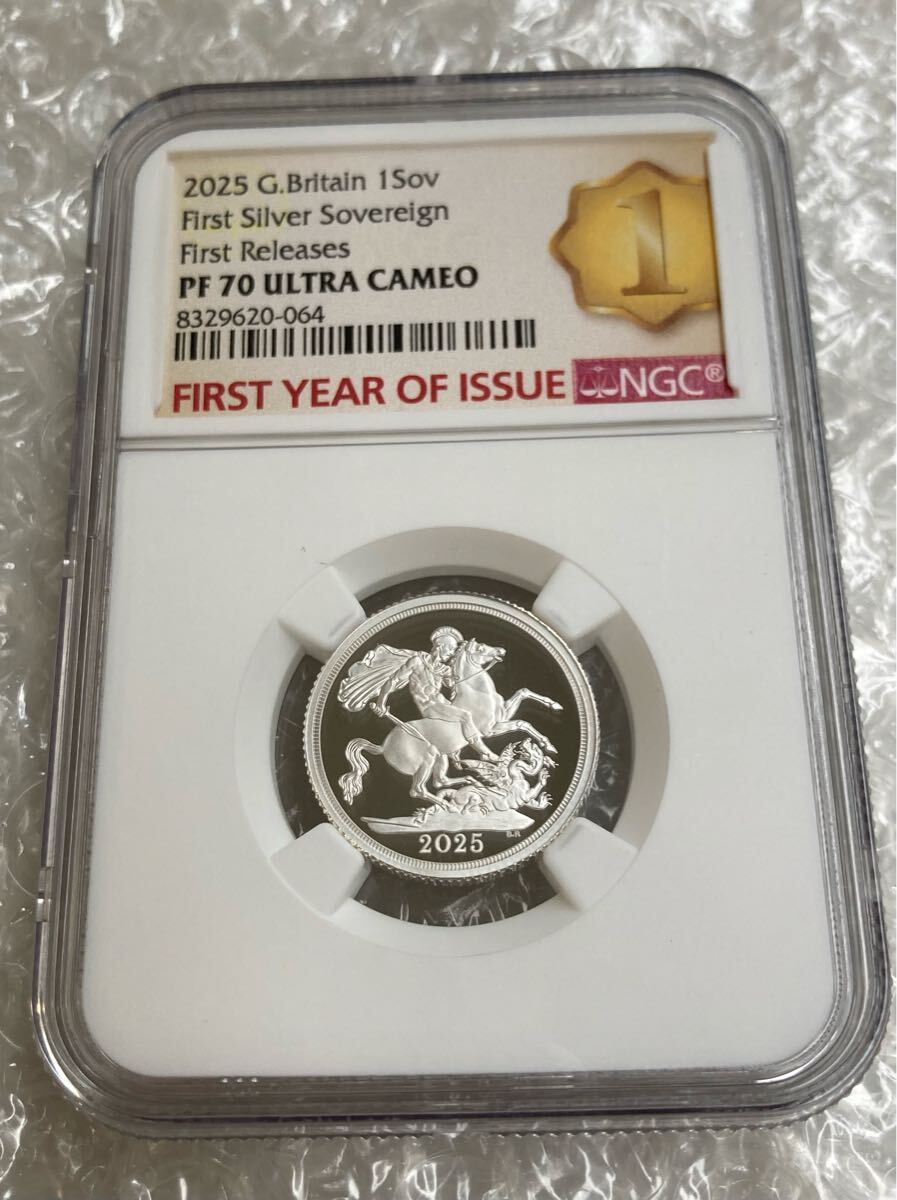 2025 G.Britain 1Sov
First Silver Sovereign
First Releases
PF 70 ULTRA CAMEO
8329620-064
1
FIRST YEAR OF ISSUE NGC®
2025
B.P.